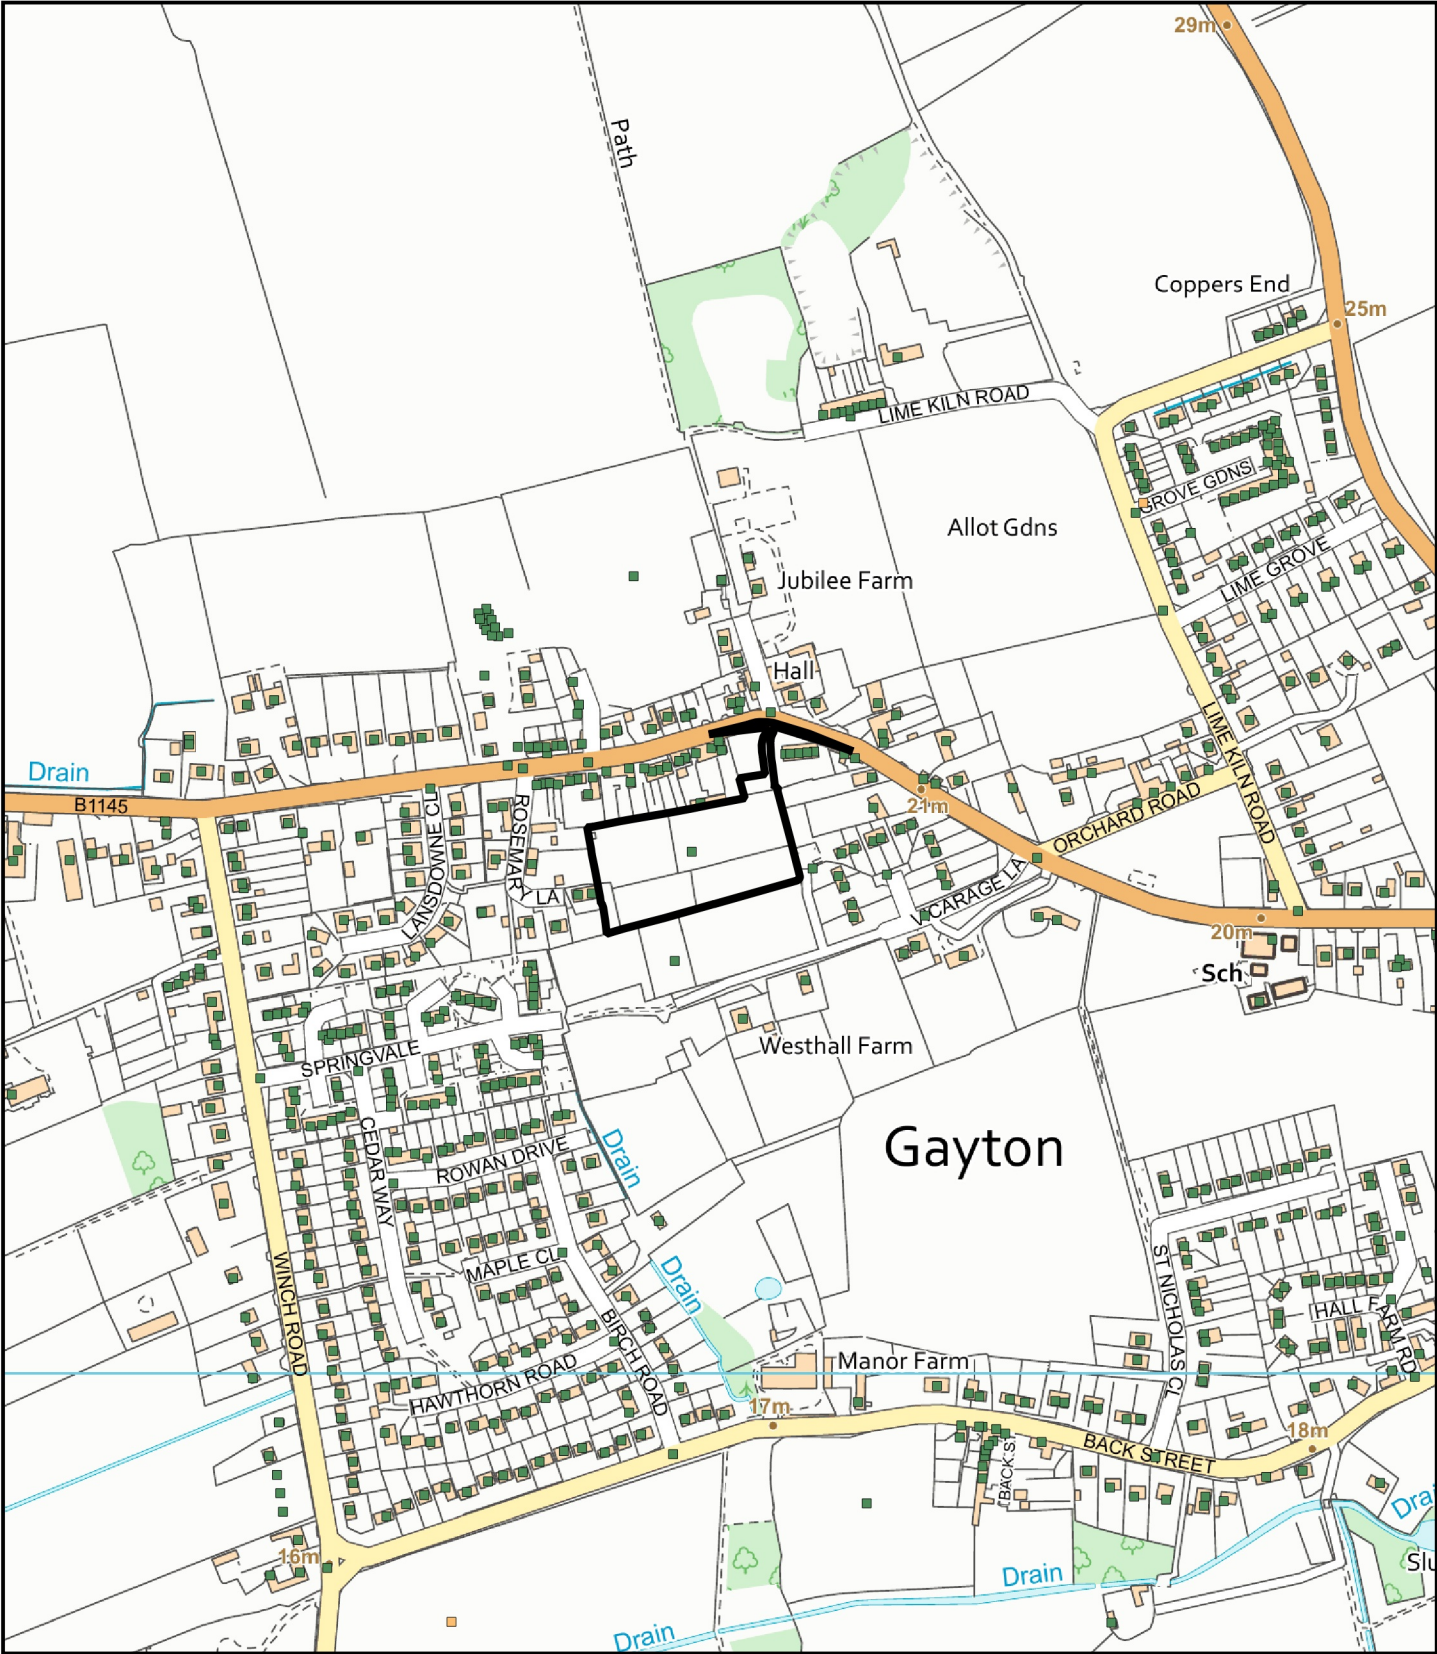 29m
Path
Coppers End
25m
LIME KILN ROAD
GROVE GDNS
Allot Gdns
LIME GROVE
Jubilee Farm
Hall
LIME KILN ROAD
Drain
B1145
LANSDOWNE CL
ROSEMARY LA
21m
ORCHARD ROAD
VICARAGE LA
20m
Sch
SPRINGVALE
Westhall Farm
Gayton
CEDAR WAY
ROWAN DRIVE
Drain
WINCH ROAD
MAPLE CL
Drain
ST NICHOLAS CL
HALL FARM RD
BIRCH ROAD
HAWTHORN ROAD
Manor Farm
17m
BACK STREET
18m
BACK S
16m
Drai
Slu
Drain
Drain